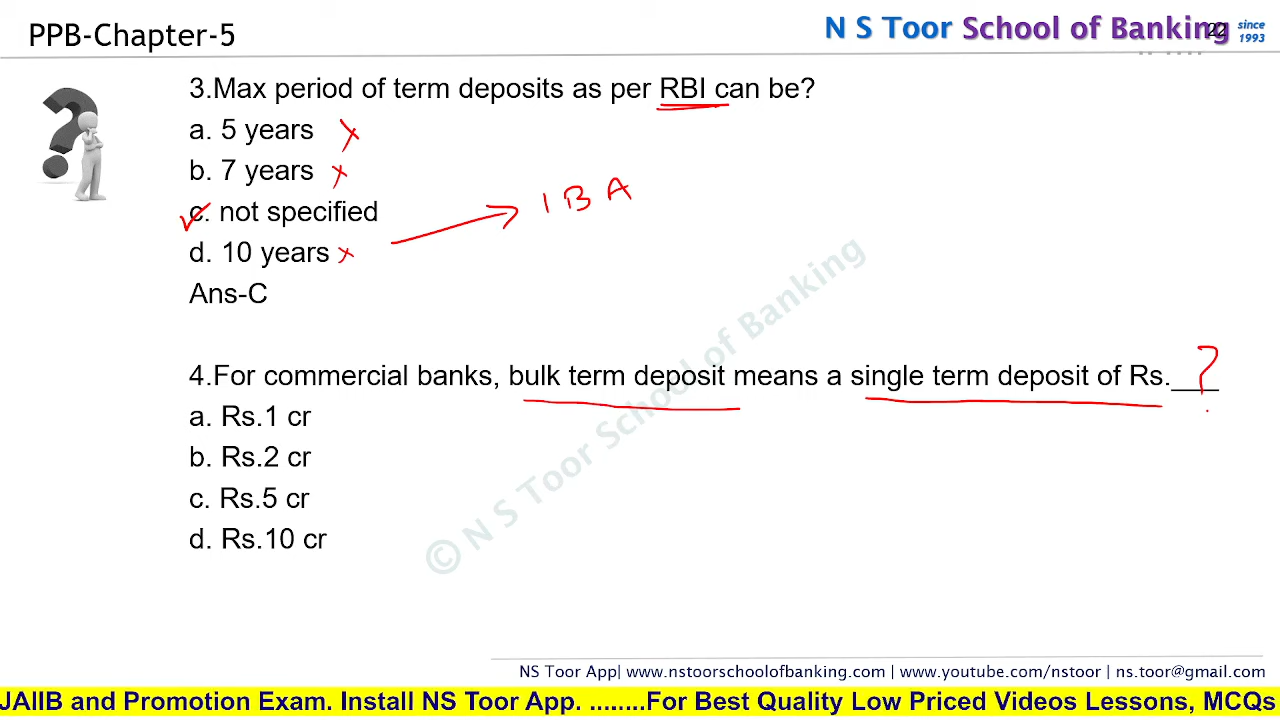 PPB-Chapter-5
N S Toor School of Banking since 1993
22
3.Max period of term deposits as per RBI can be?
a. 5 years
b. 7 years
c. not specified
d. 10 years
IBA
Ans-C
4.For commercial banks, bulk term deposit means a single term deposit of Rs.___ ?
a. Rs.1 cr
b. Rs.2 cr
c. Rs.5 cr
d. Rs.10 cr
© N S Toor School of Banking
NS Toor App| www.nstoorschoolofbanking.com | www.youtube.com/nstoor | ns.toor@gmail.com
JAIIB and Promotion Exam. Install NS Toor App. ........For Best Quality Low Priced Videos Lessons, MCQs